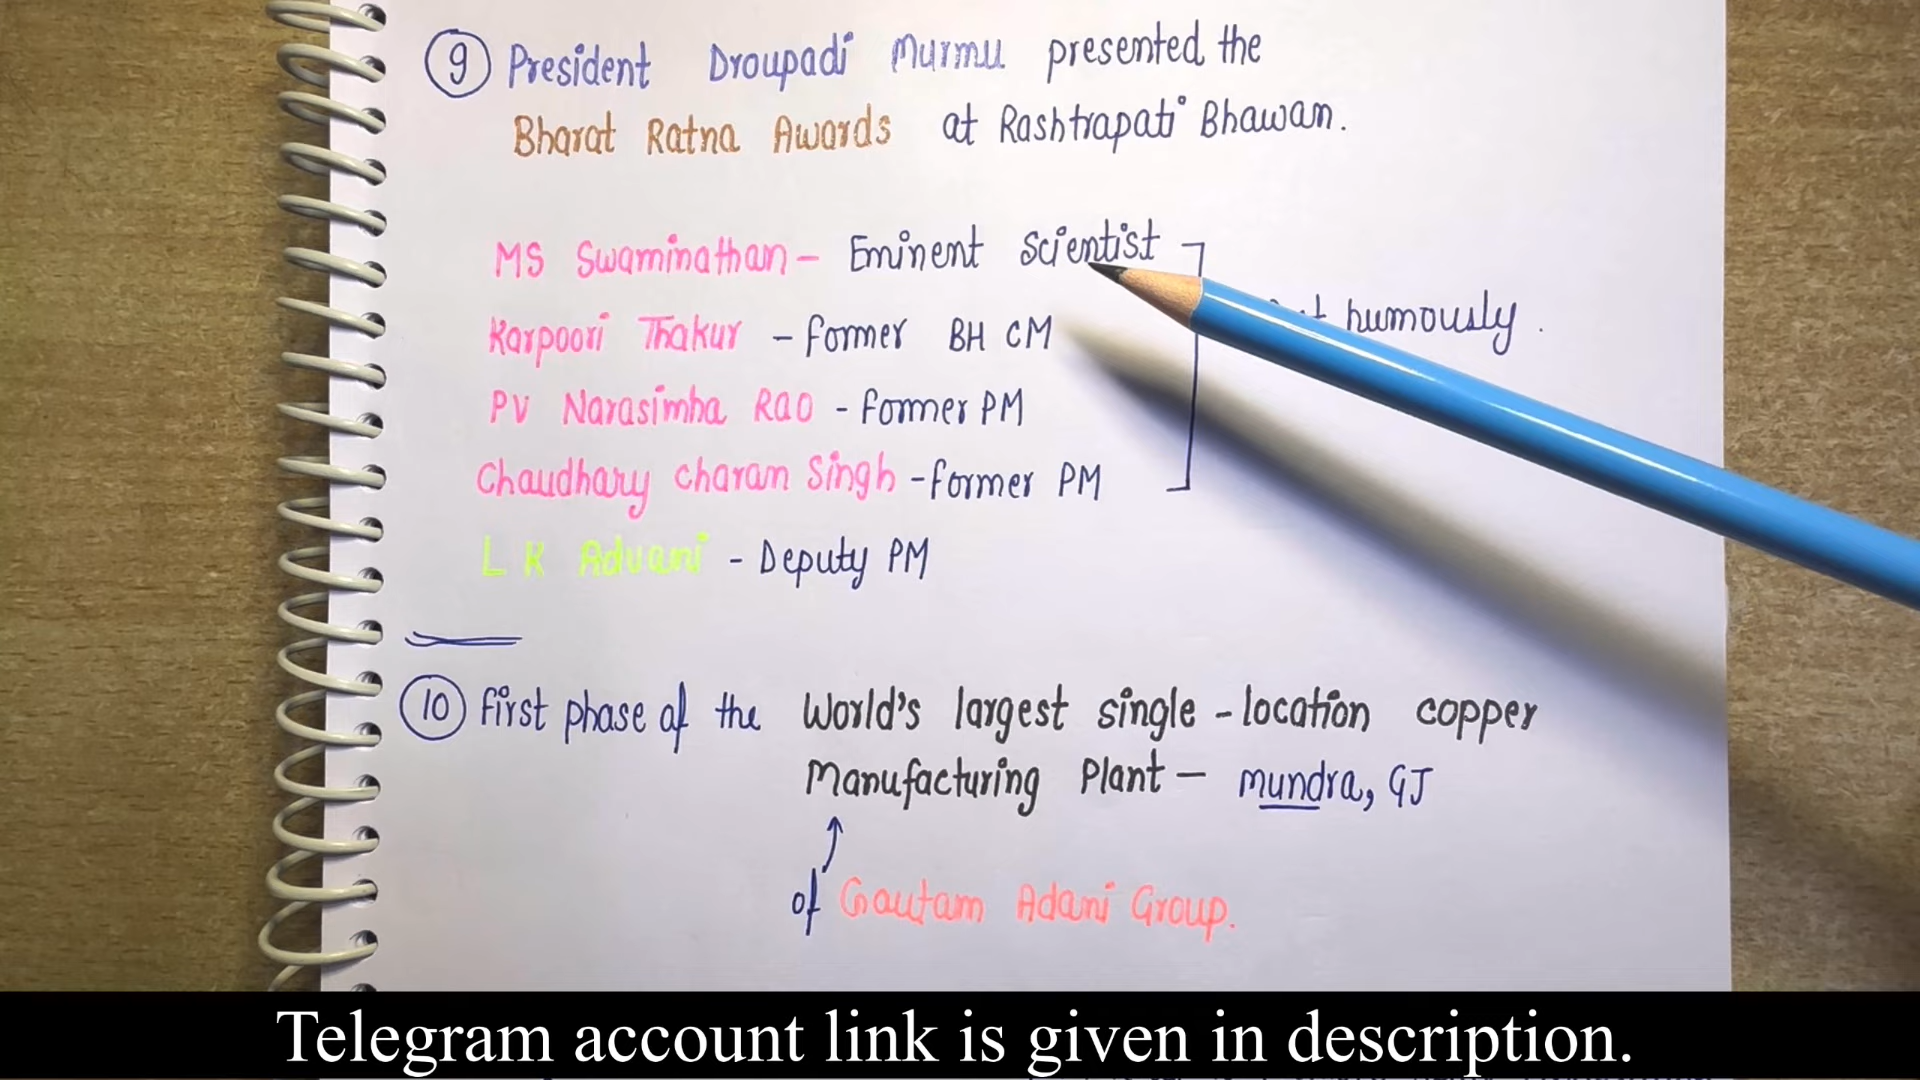 9 President Droupadi Murmu presented the
Bharat Ratna Awards at Rashtrapati Bhawan.
MS Swaminathan - Eminent Scientist
humously.
Karpoori Thakur - Former BH CM
PV Narasimha Rao - Former PM
Chaudhary Charan Singh - Former PM
L K Advani - Deputy PM
10 First phase of the World's largest single-location copper
Manufacturing Plant - Mundra, GJ
of Gautam Adani Group.
Telegram account link is given in description.